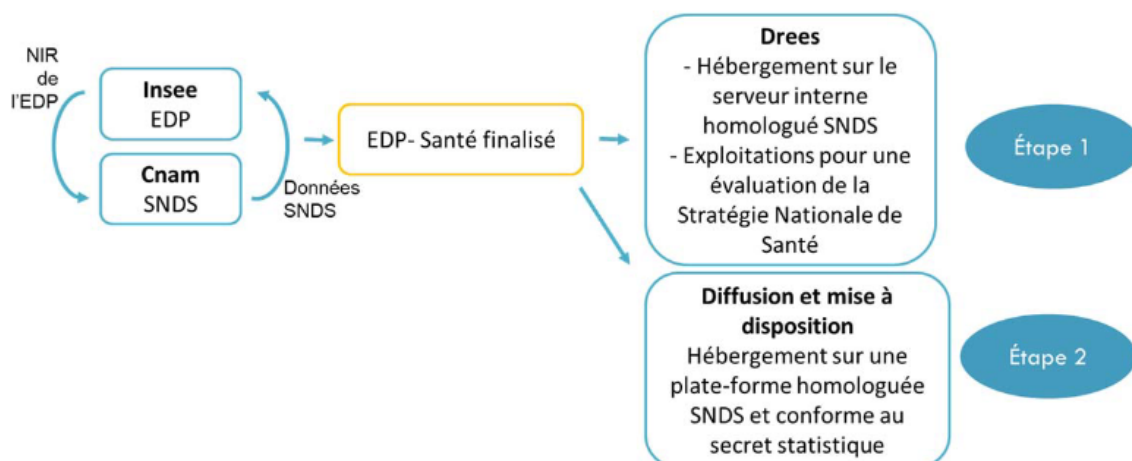 NIR
de
l'EDP
Insee
EDP
Cnam
SNDS
Données
SNDS
EDP- Santé finalisé
Drees
- Hébergement sur le
serveur interne
homologué SNDS
- Exploitations pour une
évaluation de la
Stratégie Nationale de
Santé
Étape 1
Diffusion et mise à
disposition
Hébergement sur une
plate-forme homologuée
SNDS et conforme au
secret statistique
Étape 2